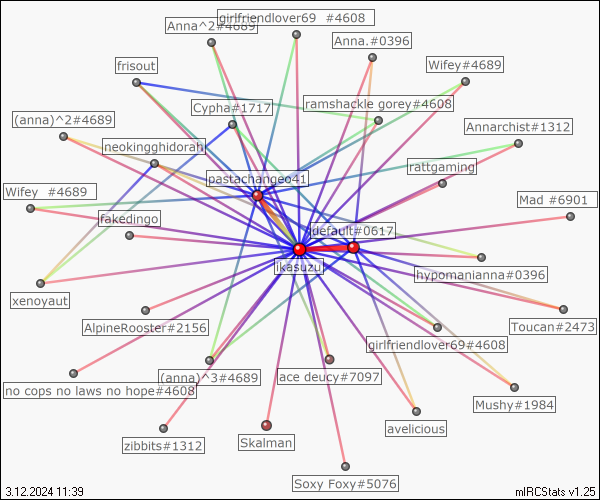 girlfriendlover69 #4608
Anna^2#4689
Anna.#0396
frisout
Wifey#4689
Cypha#1717
ramshackle gorey#4608
(anna)^2#4689
Annarchist#1312
neokingghidorah
rattgaming
pastachangeo41
Wifey #4689
Mad #6901
fakedingo
default#0617
ikasuzu
hypomanianna#0396
xenoyaut
AlpineRooster#2156
Toucan#2473
girlfriendlover69#4608
(anna)^3#4689
ace deucy#7097
no cops no laws no hope#4608
Mushy#1984
avelicious
zibbits#1312
Skalman
Soxy Foxy#5076
3.12.2024 11:39
mIRCStats v1.25